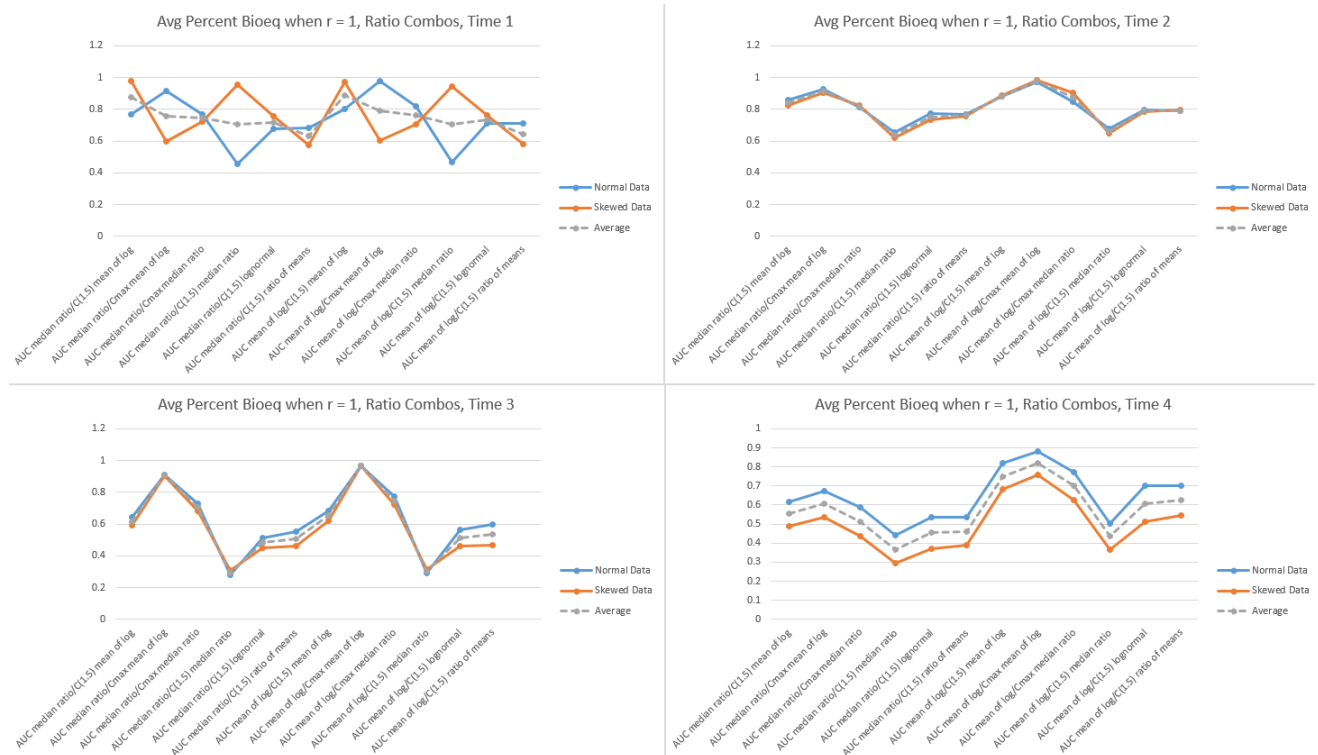 Avg Percent Bioeq when r = 1, Ratio Combos, Time 1
1.2
1
0.8
0.6
0.4
0.2
0
Normal Data
Skewed Data
Average
AUC median ratio/C(1.5) mean of log
AUC median ratio/Cmax mean of log
AUC median ratio/Cmax median ratio
AUC median ratio/C(1.5) median ratio
AUC median ratio/C(1.5) lognormal
AUC median ratio/C(1.5) ratio of means
AUC mean of log/C(1.5) mean of log
AUC mean of log/Cmax mean of log
AUC mean of log/Cmax median ratio
AUC mean of log/C(1.5) median ratio
AUC mean of log/C(1.5) lognormal
AUC mean of log/C(1.5) ratio of means
Avg Percent Bioeq when r = 1, Ratio Combos, Time 2
1.2
1
0.8
0.6
0.4
0.2
0
Normal Data
Skewed Data
Average
AUC median ratio/C(1.5) mean of log
AUC median ratio/Cmax mean of log
AUC median ratio/Cmax median ratio
AUC median ratio/C(1.5) median ratio
AUC median ratio/C(1.5) lognormal
AUC median ratio/C(1.5) ratio of means
AUC mean of log/C(1.5) mean of log
AUC mean of log/Cmax mean of log
AUC mean of log/Cmax median ratio
AUC mean of log/C(1.5) median ratio
AUC mean of log/C(1.5) lognormal
AUC mean of log/C(1.5) ratio of means
Avg Percent Bioeq when r = 1, Ratio Combos, Time 3
1.2
1
0.8
0.6
0.4
0.2
0
Normal Data
Skewed Data
Average
AUC median ratio/C(1.5) mean of log
AUC median ratio/Cmax mean of log
AUC median ratio/Cmax median ratio
AUC median ratio/C(1.5) median ratio
AUC median ratio/C(1.5) lognormal
AUC median ratio/C(1.5) ratio of means
AUC mean of log/C(1.5) mean of log
AUC mean of log/Cmax mean of log
AUC mean of log/Cmax median ratio
AUC mean of log/C(1.5) median ratio
AUC mean of log/C(1.5) lognormal
AUC mean of log/C(1.5) ratio of means
Avg Percent Bioeq when r = 1, Ratio Combos, Time 4
1
0.9
0.8
0.7
0.6
0.5
0.4
0.3
0.2
0.1
0
Normal Data
Skewed Data
Average
AUC median ratio/C(1.5) mean of log
AUC median ratio/Cmax mean of log
AUC median ratio/Cmax median ratio
AUC median ratio/C(1.5) median ratio
AUC median ratio/C(1.5) lognormal
AUC median ratio/C(1.5) ratio of means
AUC mean of log/C(1.5) mean of log
AUC mean of log/Cmax mean of log
AUC mean of log/Cmax median ratio
AUC mean of log/C(1.5) median ratio
AUC mean of log/C(1.5) lognormal
AUC mean of log/C(1.5) ratio of means